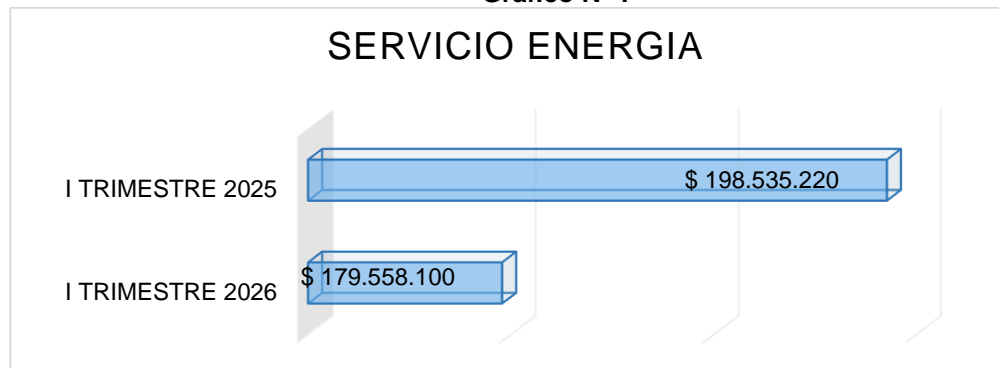 SERVICIO ENERGIA
I TRIMESTRE 2025
$ 198.535.220
I TRIMESTRE 2026
$ 179.558.100